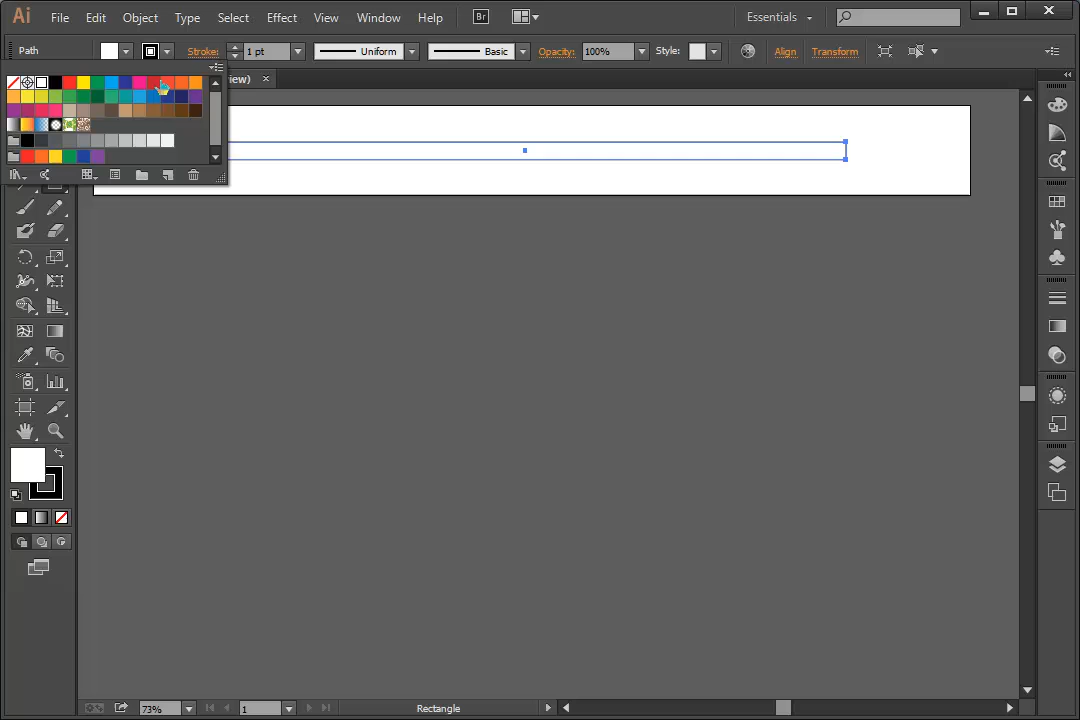 Ai File Edit Object Type Select Effect View Window Help Br Essentials
Path Stroke: 1 pt Uniform Basic Opacity: 100% Style: Align Transform
iew) ×
73% 1 Rectangle